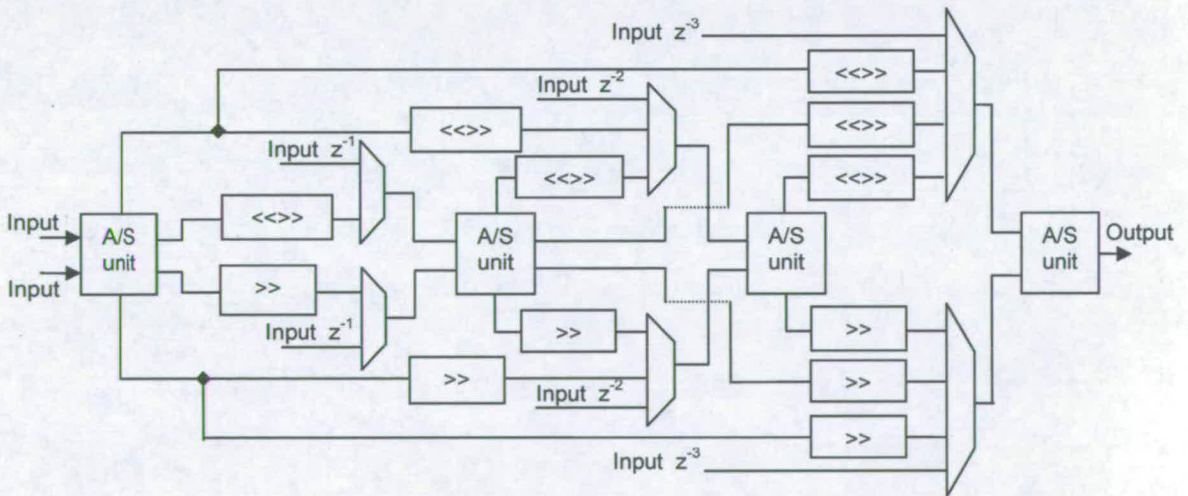 Input z⁻³
<<>>
Input z⁻²
<<>>
<<>>
Input z⁻¹
<<>>
<<>>
<<>>
Input
A/S
unit
A/S
unit
A/S
unit
A/S
unit
Output
Input
>>
Input z⁻¹
>>
>>
>>
Input z⁻²
>>
>>
Input z⁻³